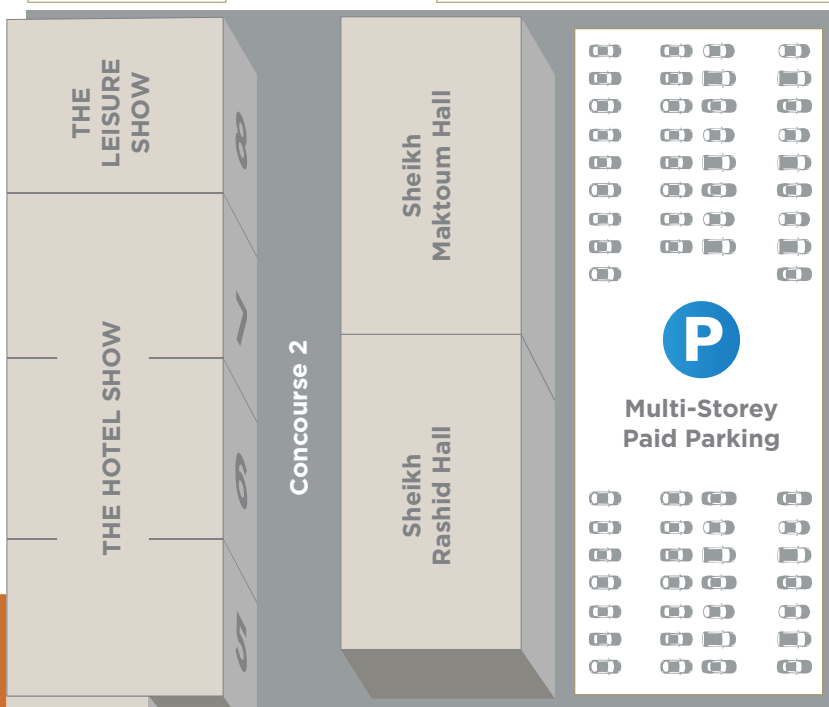 THE
LEISURE
SHOW
8
7
THE HOTEL SHOW
6
5
Concourse 2
Sheikh
Maktoum Hall
Sheikh
Rashid Hall
P
Multi-Storey
Paid Parking